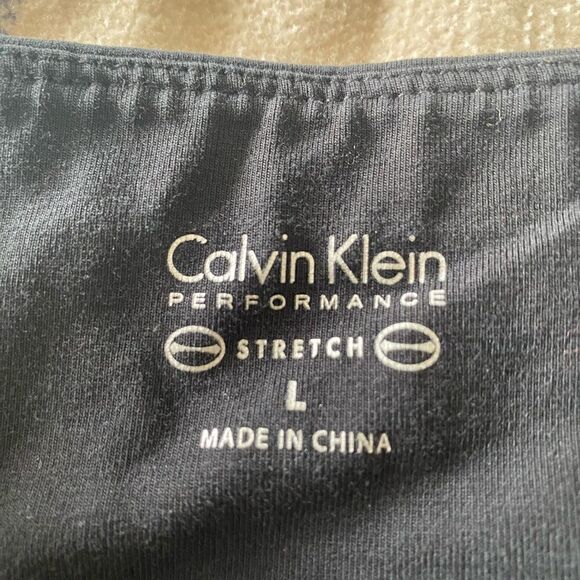 Calvin Klein
PERFORMANCE
STRETCH
L
MADE IN CHINA